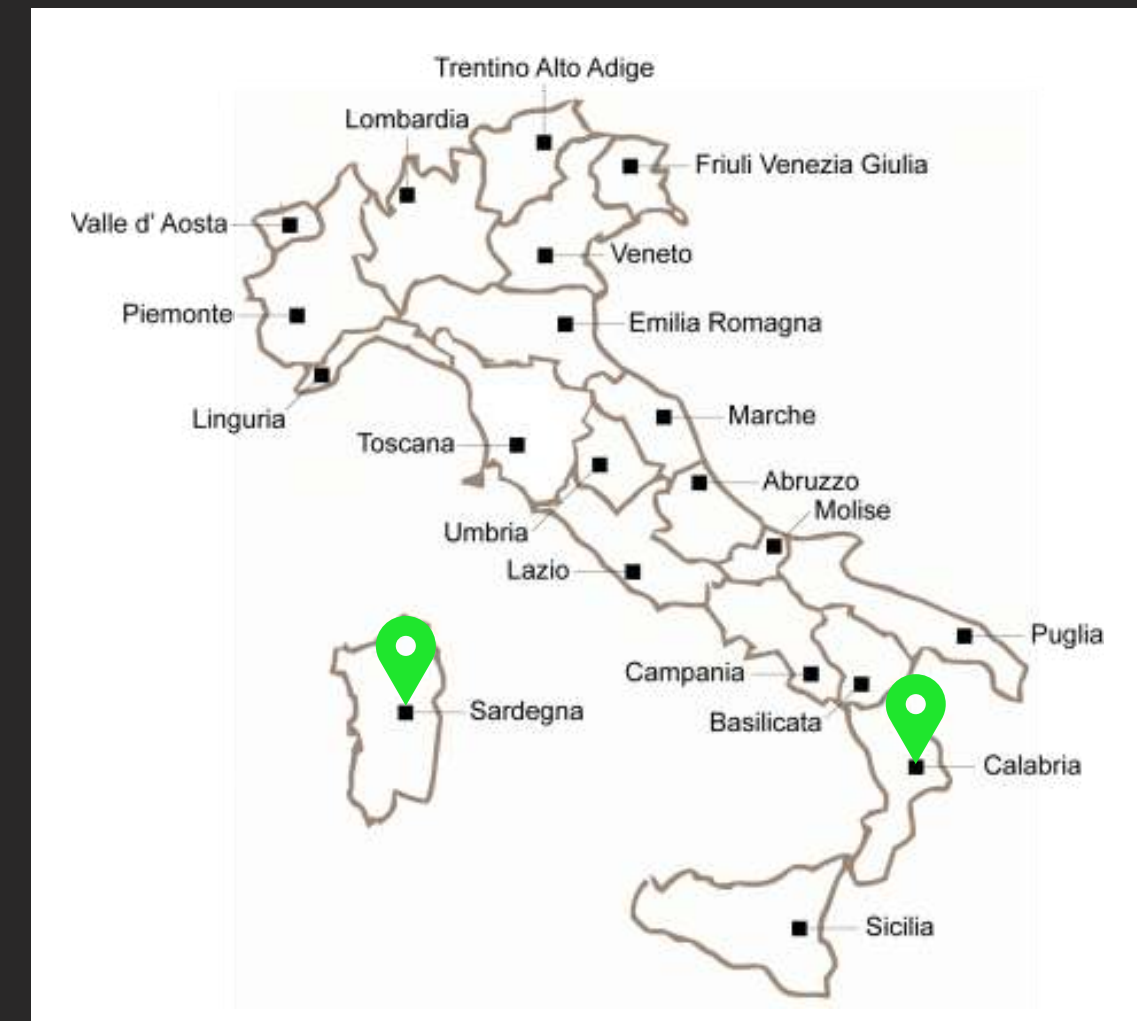 Trentino Alto Adige
Lombardia
Friuli Venezia Giulia
Valle d' Aosta
Veneto
Piemonte
Emilia Romagna
Linguria
Marche
Toscana
Abruzzo
Molise
Umbria
Lazio
Puglia
Campania
Sardegna
Basilicata
Calabria
Sicilia